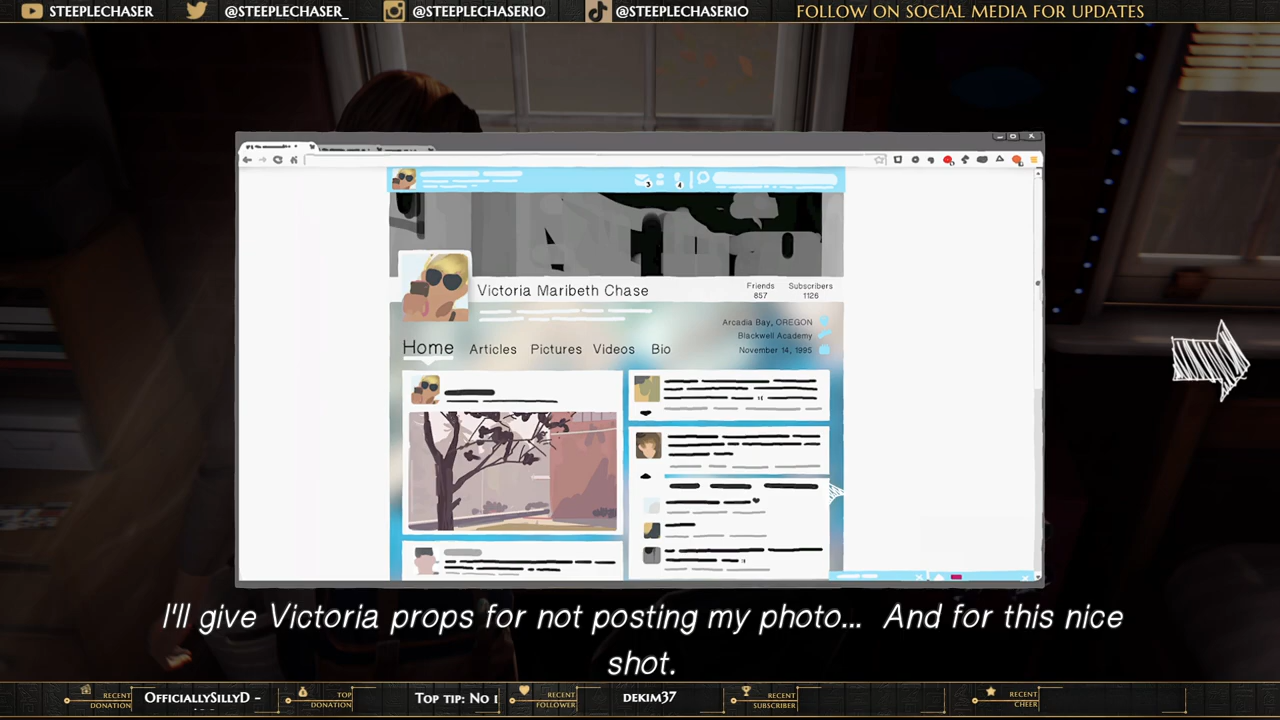 STEEPLECHASER @STEEPLECHASER_ @STEEPLECHASERIO @STEEPLECHASERIO FOLLOW ON SOCIAL MEDIA FOR UPDATES
3 4
Victoria Maribeth Chase
Friends Subscribers
857 1126
Arcadia Bay, OREGON
Blackwell Academy
November 14, 1995
Home Articles Pictures Videos Bio
I'll give Victoria props for not posting my photo... And for this nice
shot.
RECENT DONATION OFFICIALLYSILLYD -
TOP DONATION TOP TIP: NO 1
RECENT FOLLOWER DEKIM37
RECENT SUBSCRIBER
RECENT CHEER